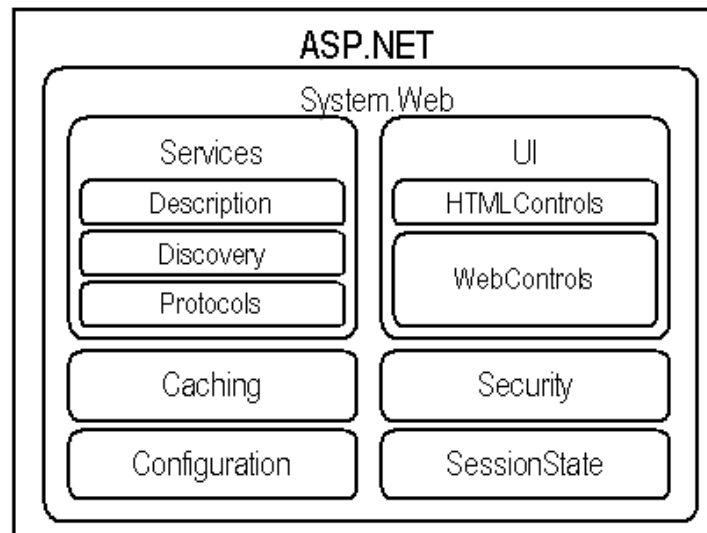 ASP.NET
System.Web
Services
Description
Discovery
Protocols
UI
HTMLControls
WebControls
Caching
Security
Configuration
SessionState